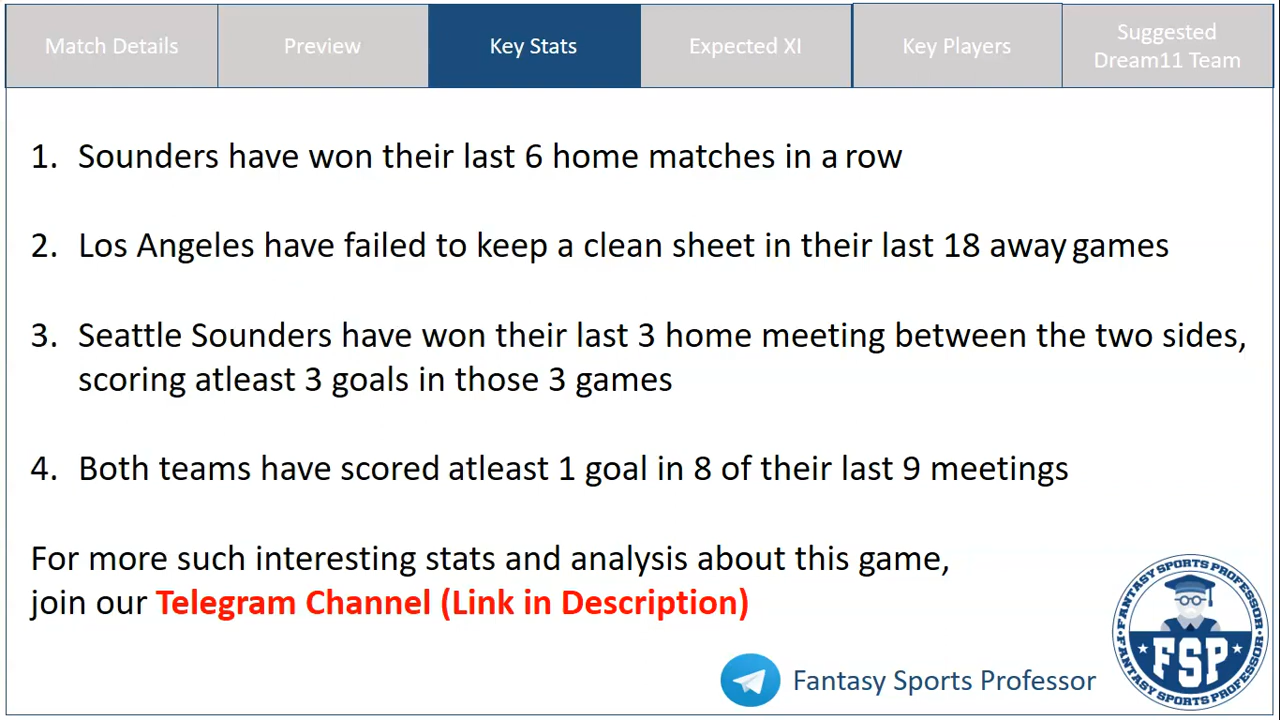 Match Details
Preview
Key Stats
Expected XI
Key Players
Suggested
Dream11 Team
1. Sounders have won their last 6 home matches in a row
2. Los Angeles have failed to keep a clean sheet in their last 18 away games
3. Seattle Sounders have won their last 3 home meeting between the two sides,
scoring atleast 3 goals in those 3 games
4. Both teams have scored atleast 1 goal in 8 of their last 9 meetings
For more such interesting stats and analysis about this game,
join our Telegram Channel (Link in Description)
Fantasy Sports Professor
FANTASY SPORTS PROFESSOR
FANTASY SPORTS PROFESSOR
FSP